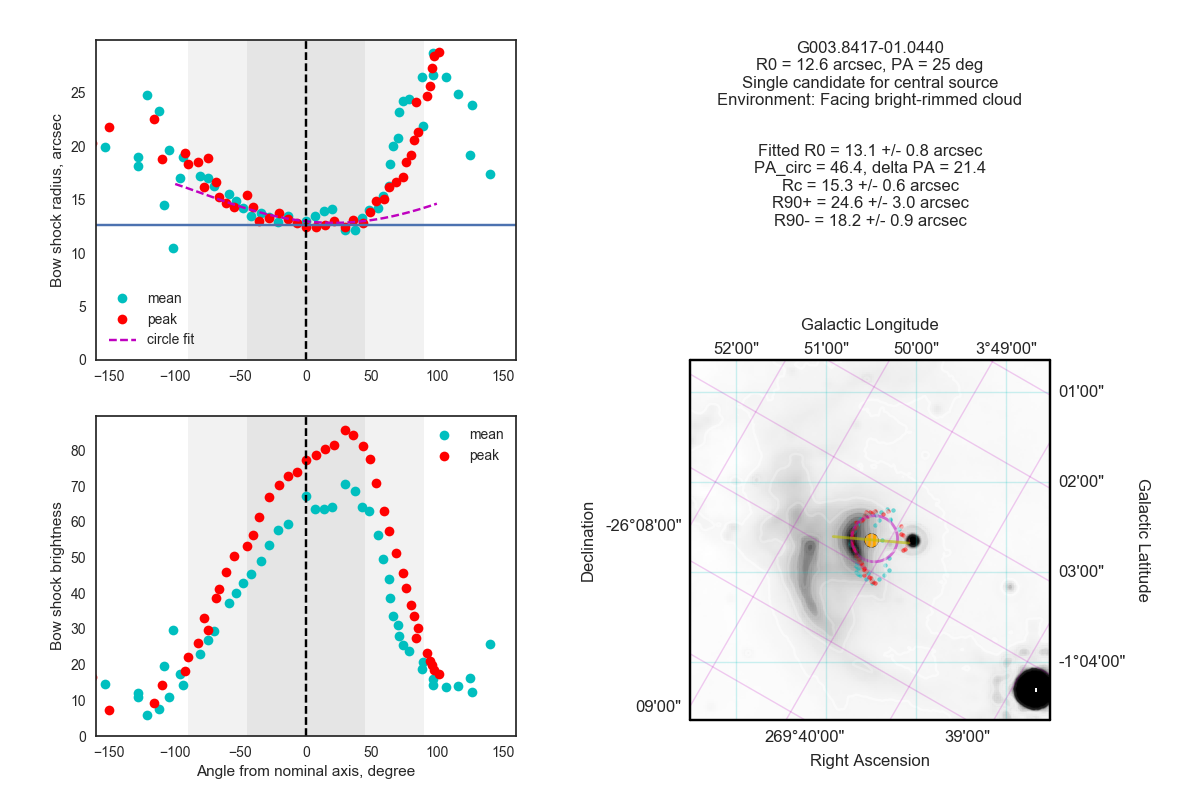 Bow shock radius, arcsec
25
20
15
10
5
0
mean
peak
circle fit
−150
−100
−50
0
50
100
150
G003.8417-01.0440
R0 = 12.6 arcsec, PA = 25 deg
Single candidate for central source
Environment: Facing bright-rimmed cloud
Fitted R0 = 13.1 +/- 0.8 arcsec
PA_circ = 46.4, delta PA = 21.4
Rc = 15.3 +/- 0.6 arcsec
R90+ = 24.6 +/- 3.0 arcsec
R90- = 18.2 +/- 0.9 arcsec
Bow shock brightness
80
70
60
50
40
30
20
10
0
mean
peak
−150
−100
−50
0
50
100
150
Angle from nominal axis, degree
Galactic Longitude
52'00"
51'00"
50'00"
3°49'00"
01'00"
02'00"
03'00"
-1°04'00"
Galactic Latitude
Declination
-26°08'00"
09'00"
269°40'00"
39'00"
Right Ascension